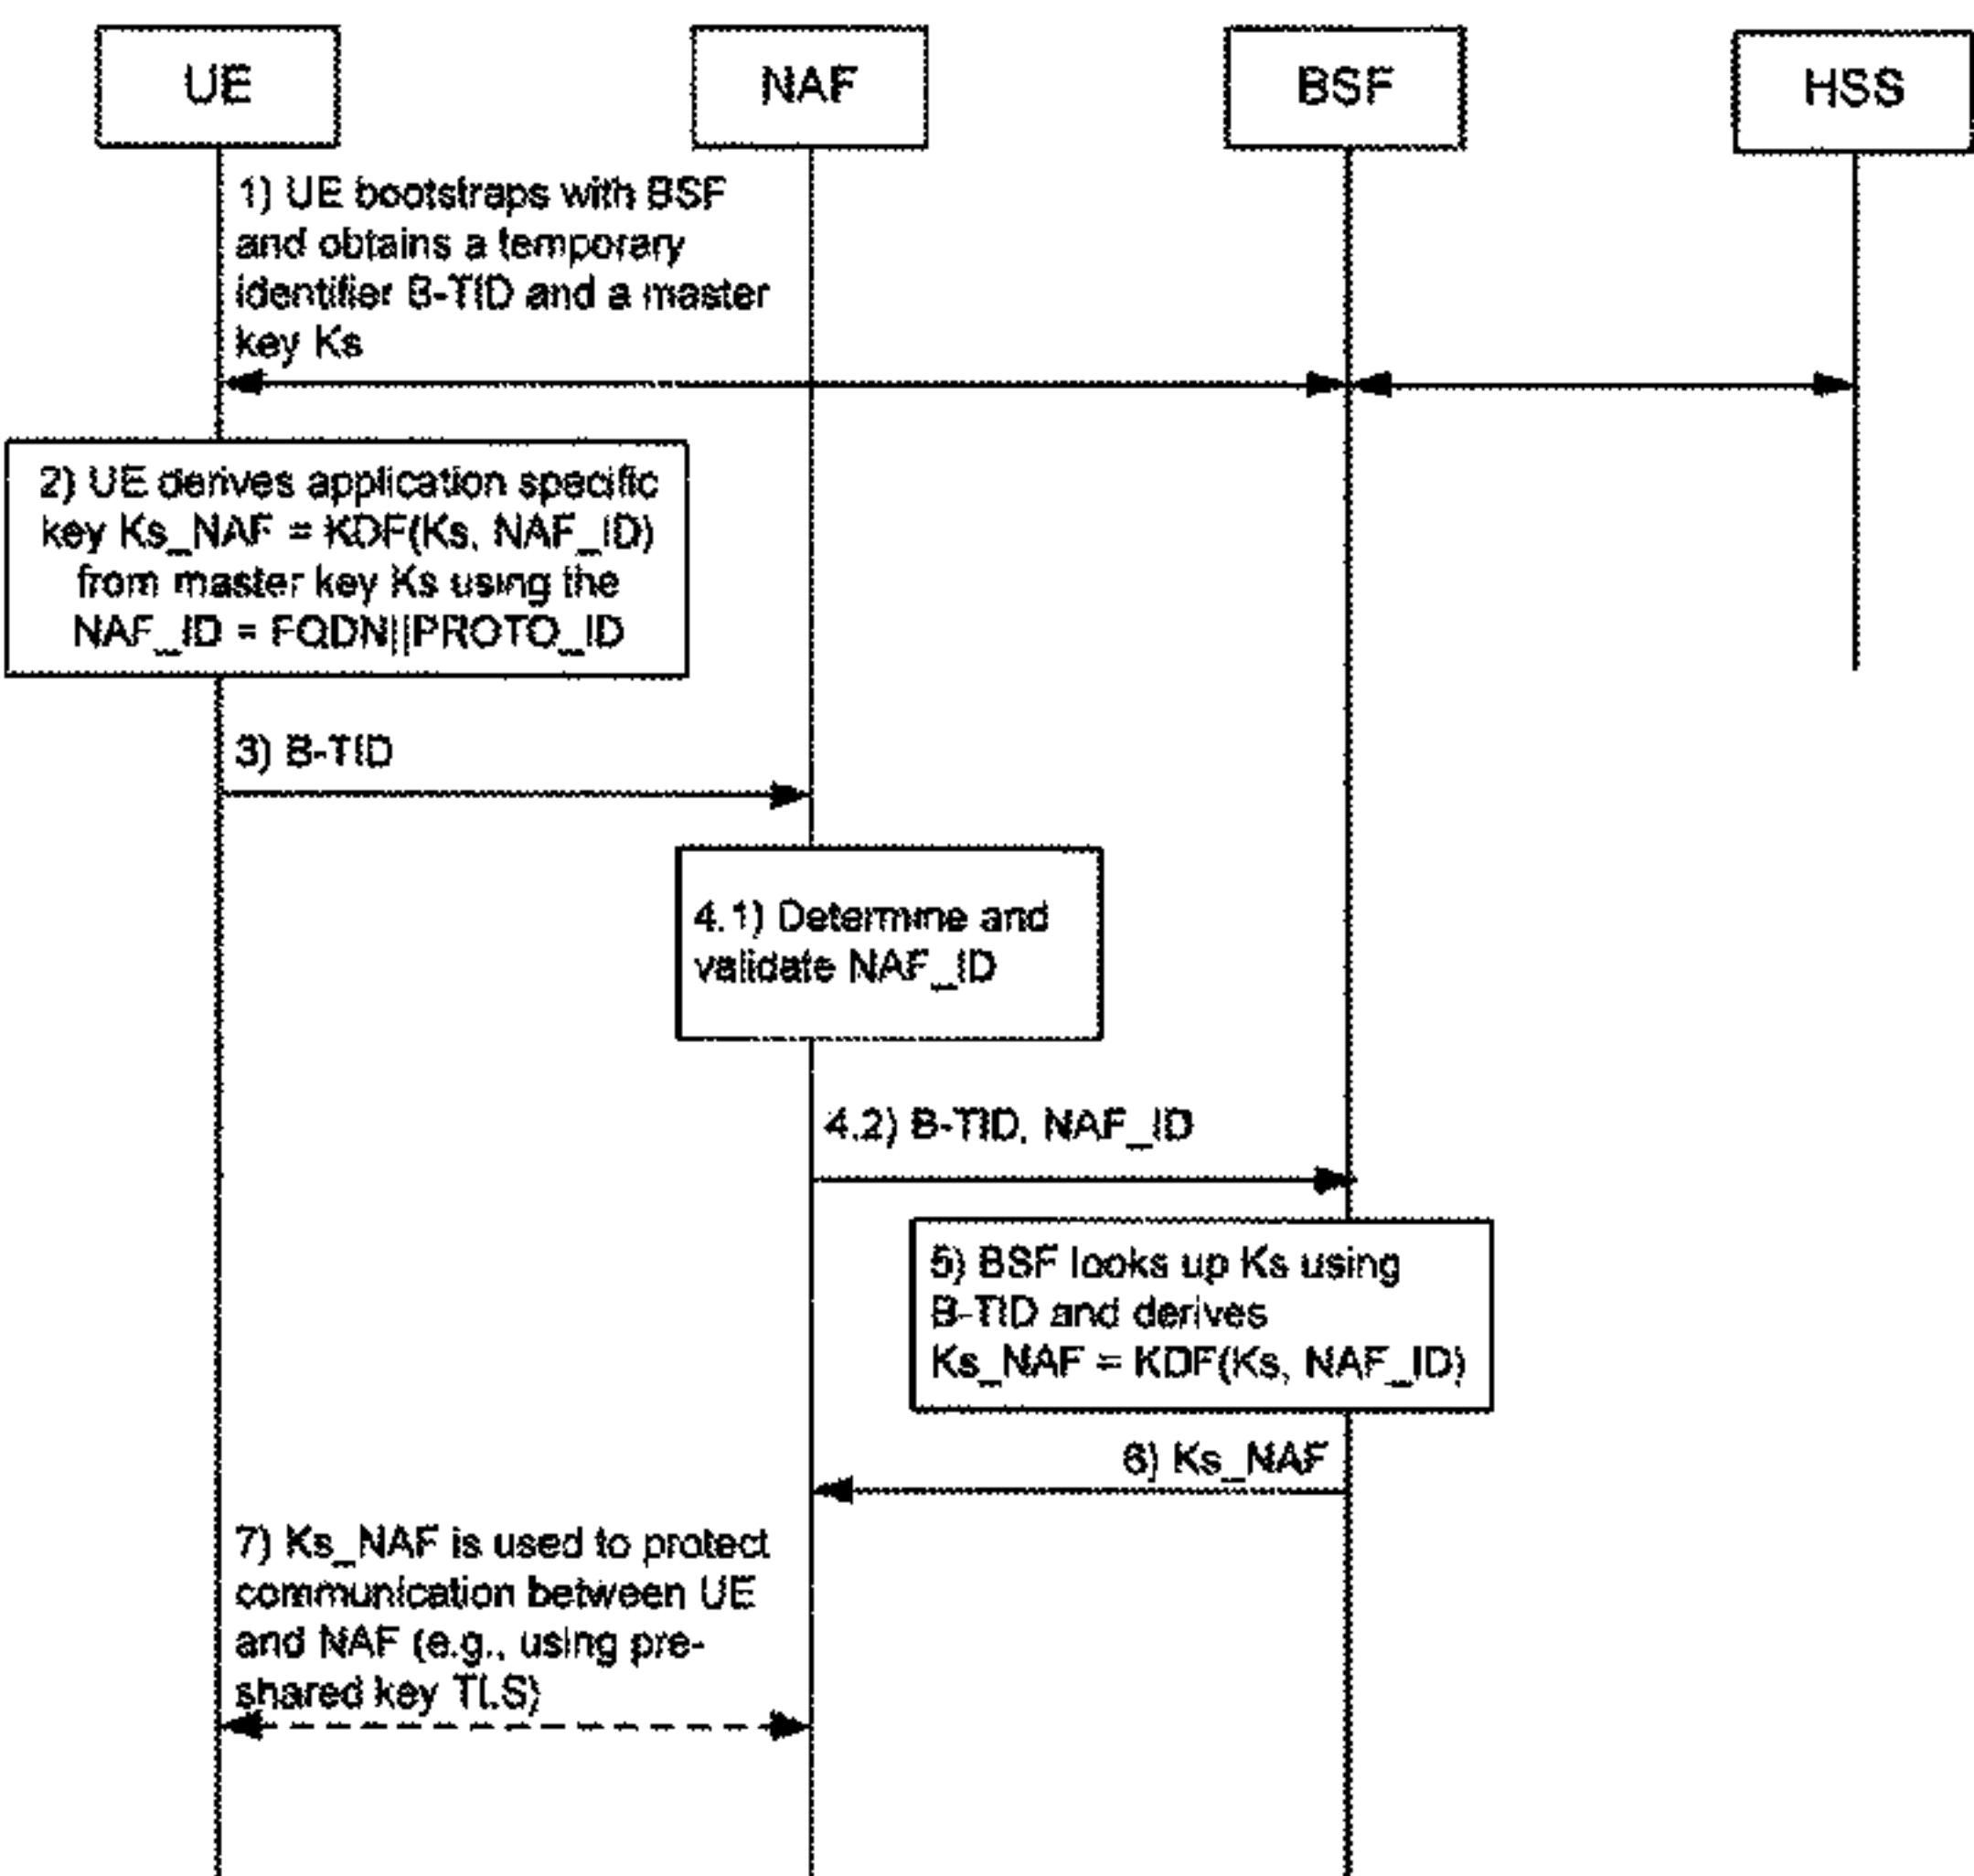 UE
NAF
BSF
HSS
1) UE bootstraps with BSF
and obtains a temporary
identifier B-TID and a master
key Ks
2) UE derives application specific
key Ks_NAF = KDF(Ks, NAF_ID)
from master key Ks using the
NAF_ID = FQDN||PROTO_ID
3) B-TID
4.1) Determine and
validate NAF_ID
4.2) B-TID, NAF_ID
5) BSF looks up Ks using
B-TID and derives
Ks_NAF = KDF(Ks, NAF_ID)
6) Ks_NAF
7) Ks_NAF is used to protect
communication between UE
and NAF (e.g., using pre-
shared key TLS)